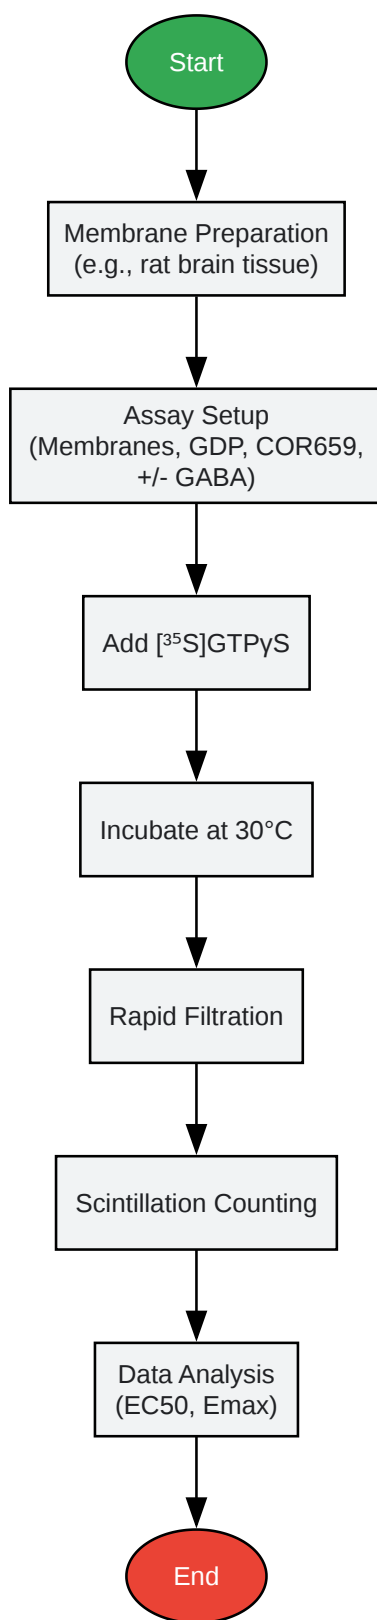 Start
Membrane Preparation
(e.g., rat brain tissue)
Assay Setup
(Membranes, GDP, COR659,
+/- GABA)
Add [³⁵S]GTPγS
Incubate at 30°C
Rapid Filtration
Scintillation Counting
Data Analysis
(EC50, Emax)
End